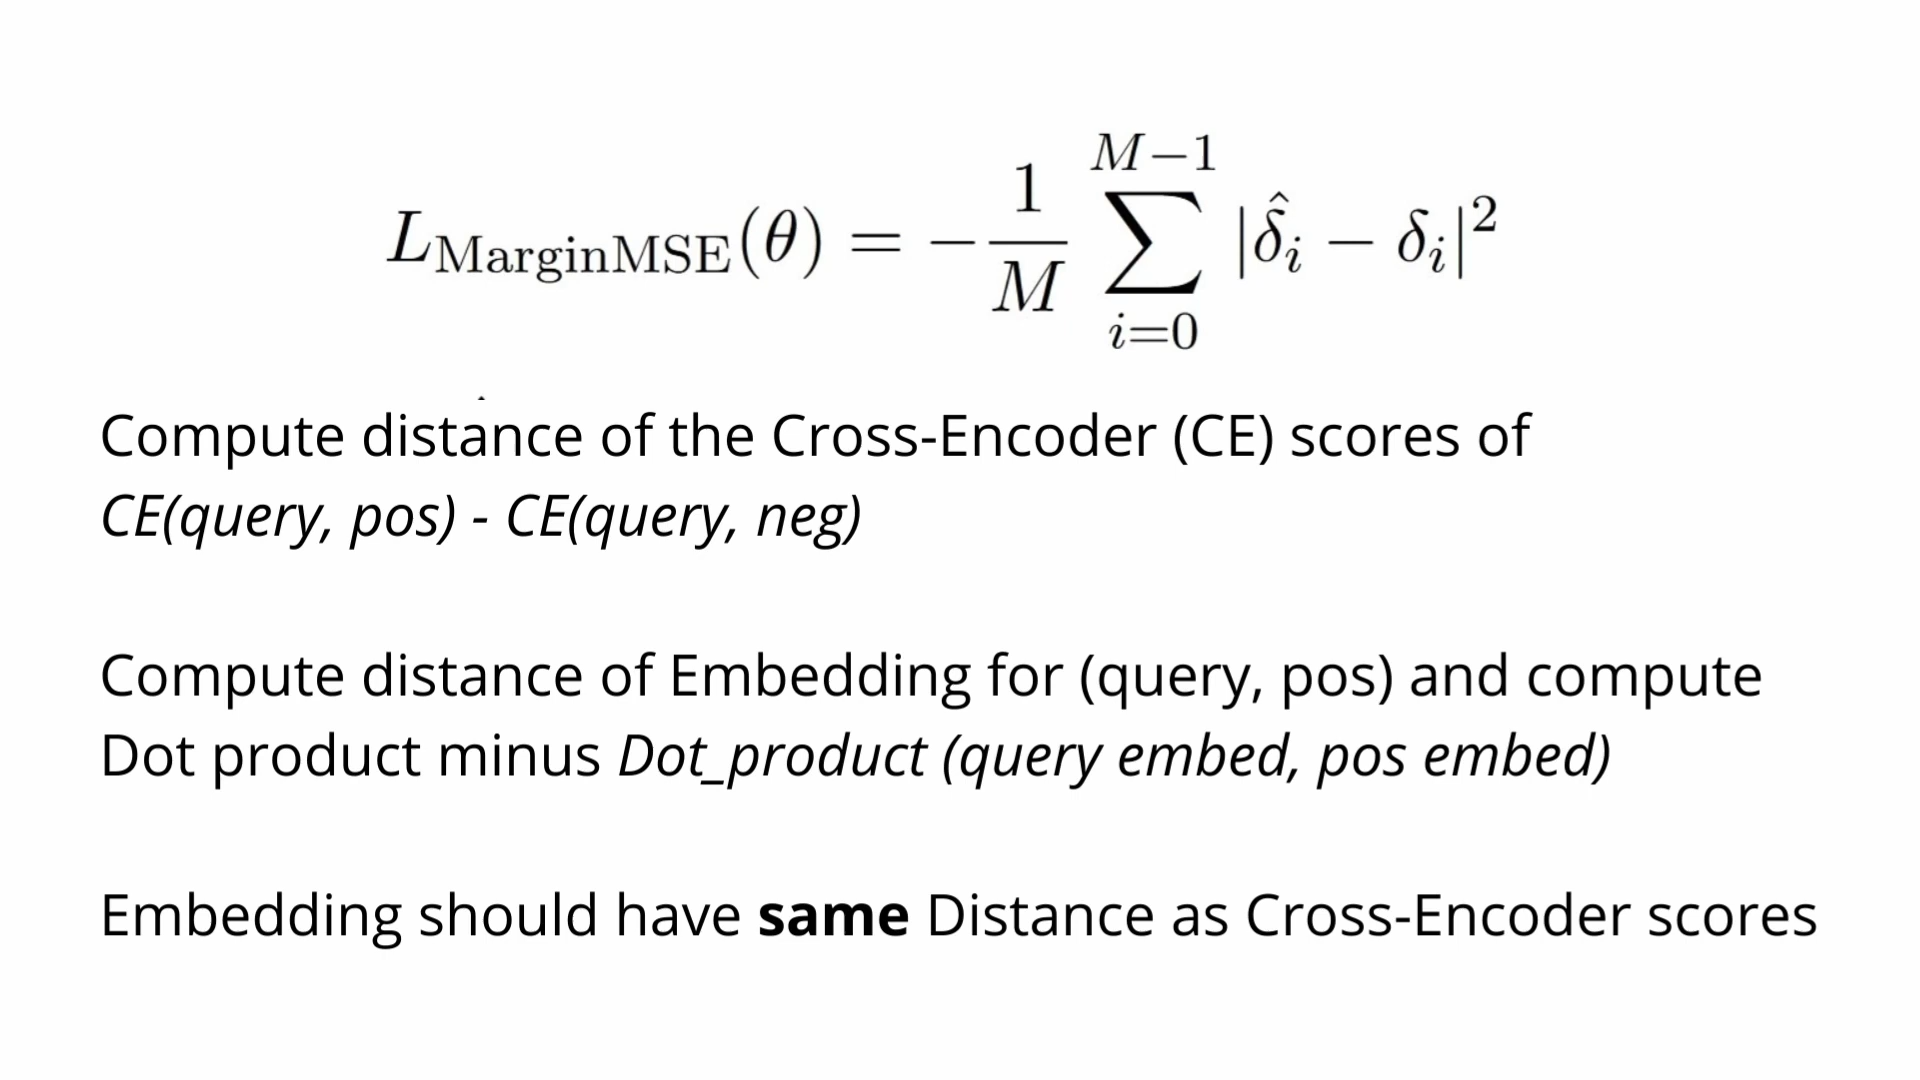 L_MarginMSE(θ) = −1/M ∑_{i=0}^{M−1} |δ̂_i − δ_i|²
Compute distance of the Cross-Encoder (CE) scores of
CE(query, pos) - CE(query, neg)
Compute distance of Embedding for (query, pos) and compute
Dot product minus Dot_product (query embed, pos embed)
Embedding should have same Distance as Cross-Encoder scores